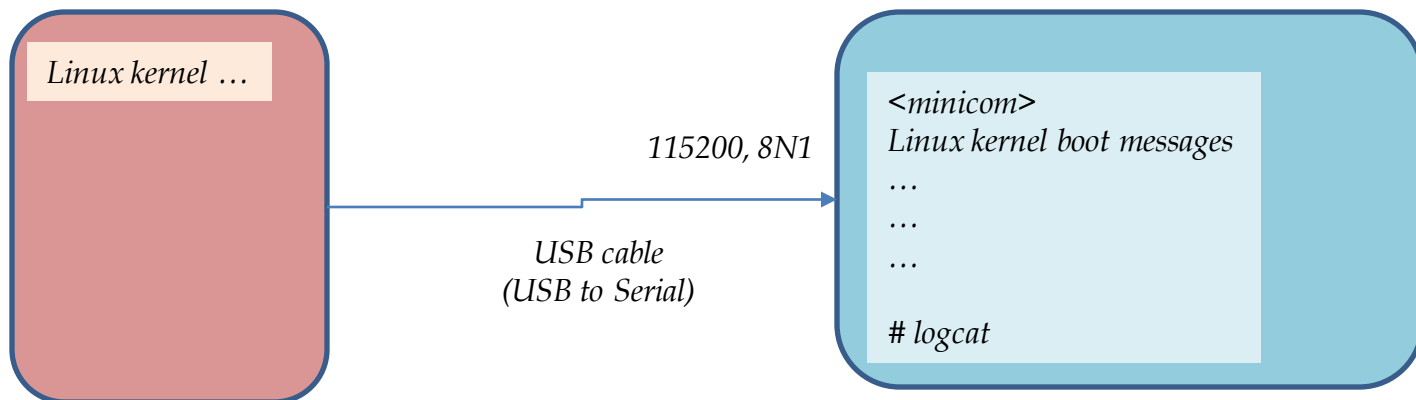 Linux kernel …
115200, 8N1
USB cable
(USB to Serial)
<minicom>
Linux kernel boot messages
…
…
…
# logcat